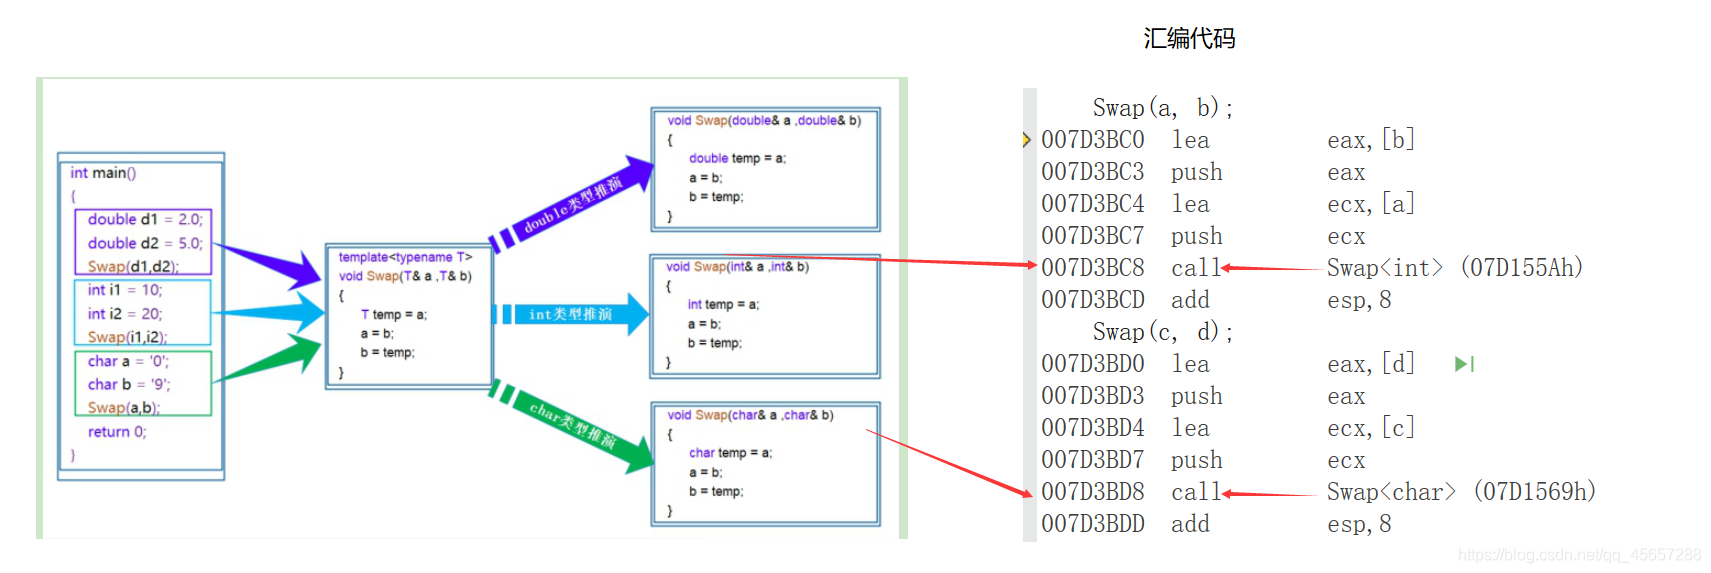 汇编代码
int main()
{
double d1 = 2.0;
double d2 = 5.0;
Swap(d1,d2);
int i1 = 10;
int i2 = 20;
Swap(i1,i2);
char a = '0';
char b = '9';
Swap(a,b);
return 0;
}
template<typename T>
void Swap(T& a ,T& b)
{
T temp = a;
a = b;
b = temp;
}
double类型推演
int类型推演
char类型推演
void Swap(double& a ,double& b)
{
double temp = a;
a = b;
b = temp;
}
void Swap(int& a ,int& b)
{
int temp = a;
a = b;
b = temp;
}
void Swap(char& a ,char& b)
{
char temp = a;
a = b;
b = temp;
}
Swap(a, b);
007D3BC0 lea eax,[b]
007D3BC3 push eax
007D3BC4 lea ecx,[a]
007D3BC7 push ecx
007D3BC8 call Swap<int> (07D155Ah)
007D3BCD add esp,8
Swap(c, d);
007D3BD0 lea eax,[d]
007D3BD3 push eax
007D3BD4 lea ecx,[c]
007D3BD7 push ecx
007D3BD8 call Swap<char> (07D1569h)
007D3BDD add esp,8
https://blog.csdn.net/qq_45657288